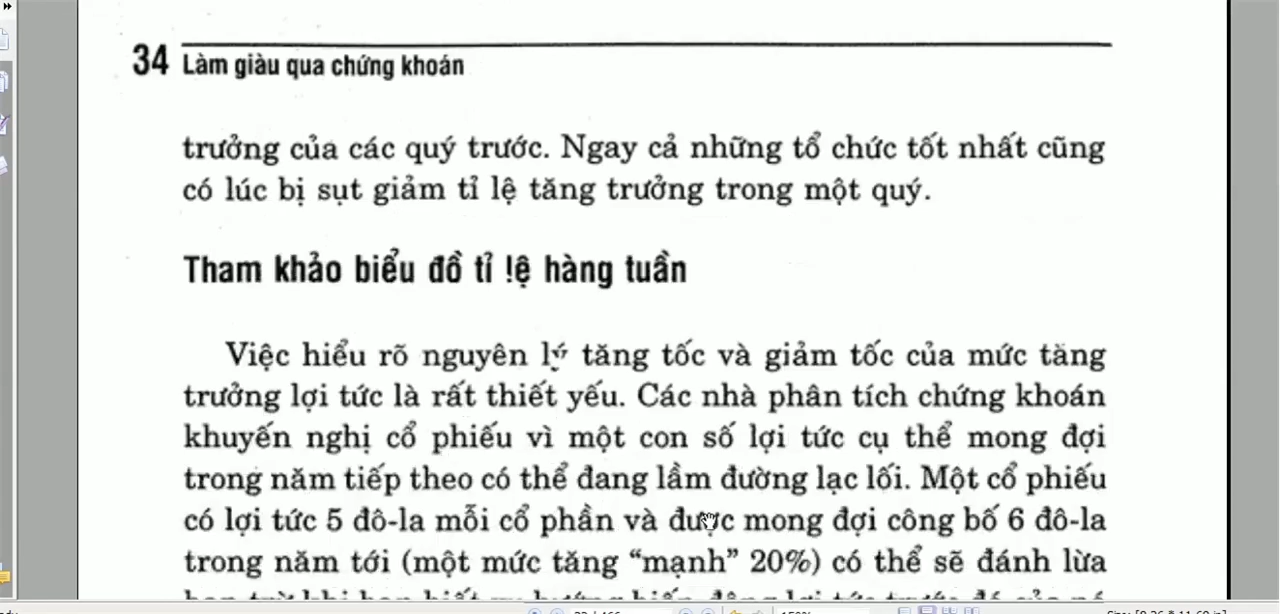 34 Làm giàu qua chứng khoán
trưởng của các quý trước. Ngay cả những tổ chức tốt nhất cũng
có lúc bị sụt giảm tỉ lệ tăng trưởng trong một quý.
Tham khảo biểu đồ tỉ lệ hàng tuần
Việc hiểu rõ nguyên lý tăng tốc và giảm tốc của mức tăng
trưởng lợi tức là rất thiết yếu. Các nhà phân tích chứng khoán
khuyến nghị cổ phiếu vì một con số lợi tức cụ thể mong đợi
trong năm tiếp theo có thể đang lầm đường lạc lối. Một cổ phiếu
có lợi tức 5 đô-la mỗi cổ phần và được mong đợi công bố 6 đô-la
trong năm tới (một mức tăng “mạnh” 20%) có thể sẽ đánh lừa